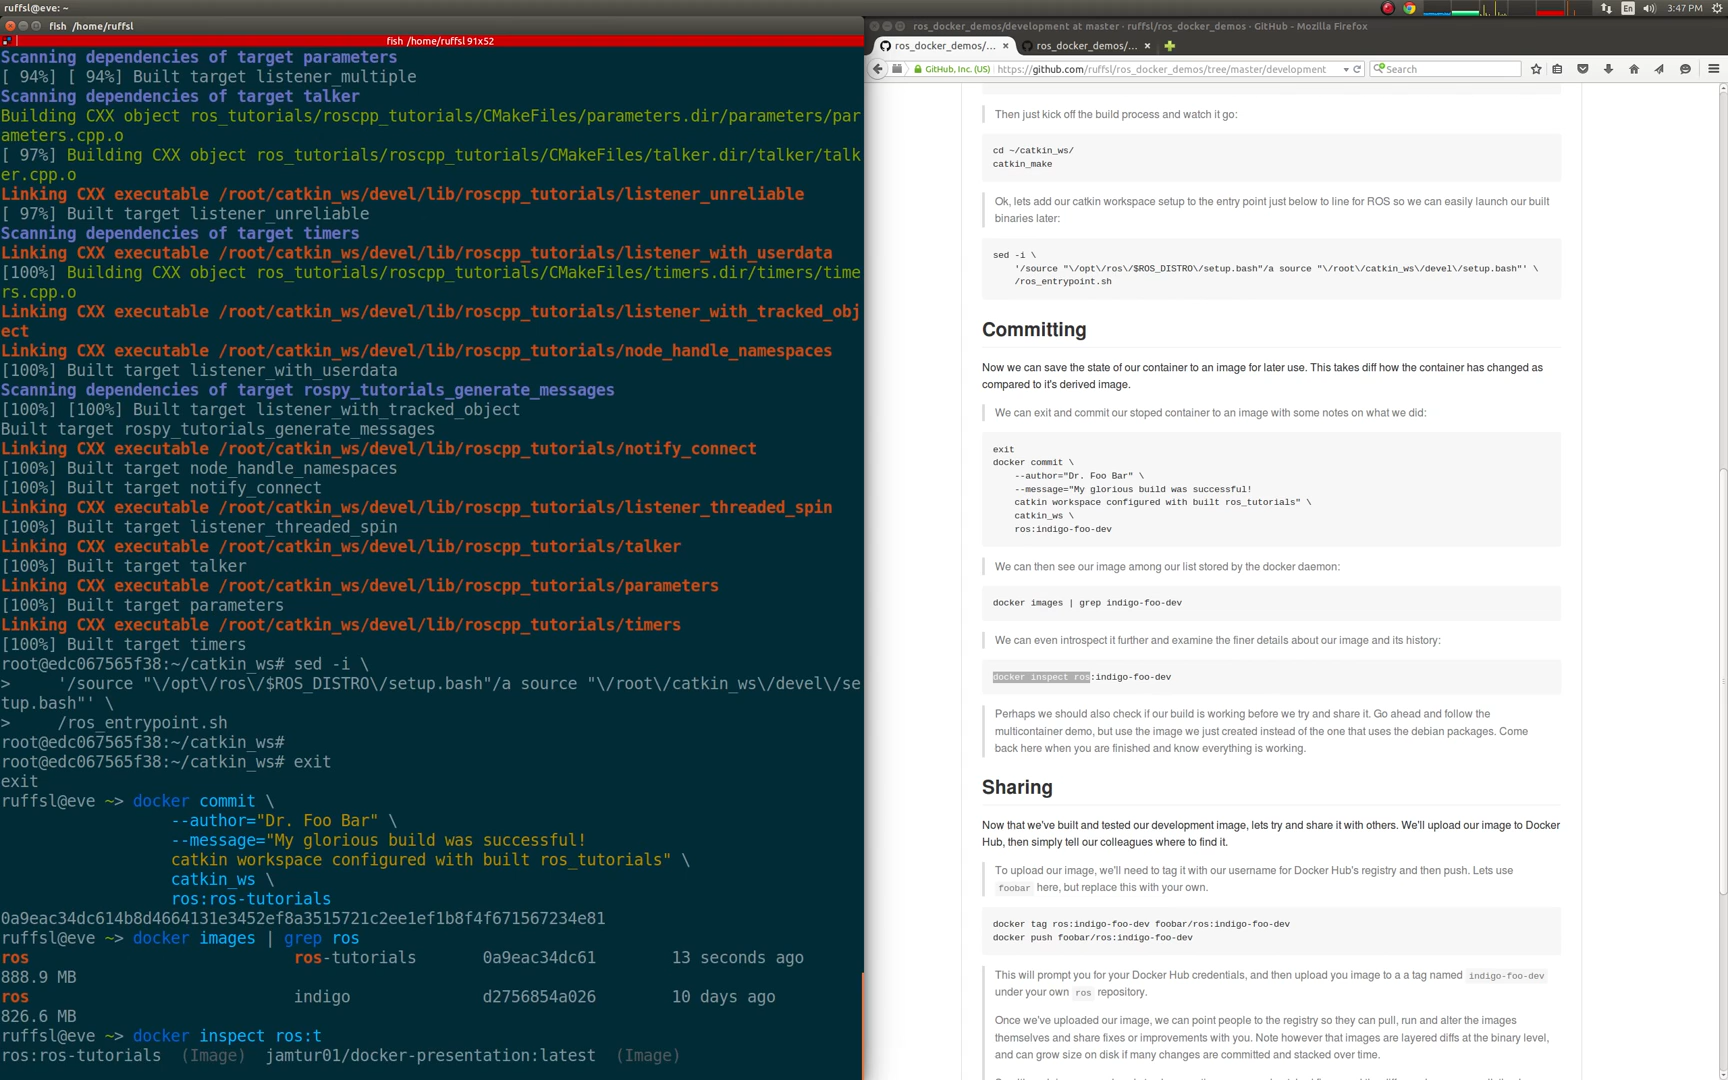 ruffsl@eve: ~
En
3:47 PM
fish /home/ruffsl
fish /home/ruffsl 91x52
Scanning dependencies of target parameters
[ 94%] [ 94%] Built target listener_multiple
Scanning dependencies of target talker
Building CXX object ros_tutorials/roscpp_tutorials/CMakeFiles/parameters.dir/parameters/par
ameters.cpp.o
[ 97%] Building CXX object ros_tutorials/roscpp_tutorials/CMakeFiles/talker.dir/talker/talk
er.cpp.o
Linking CXX executable /root/catkin_ws/devel/lib/roscpp_tutorials/listener_unreliable
[ 97%] Built target listener_unreliable
Scanning dependencies of target timers
Linking CXX executable /root/catkin_ws/devel/lib/roscpp_tutorials/listener_with_userdata
[100%] Building CXX object ros_tutorials/roscpp_tutorials/CMakeFiles/timers.dir/timers/time
rs.cpp.o
Linking CXX executable /root/catkin_ws/devel/lib/roscpp_tutorials/listener_with_tracked_obj
ect
Linking CXX executable /root/catkin_ws/devel/lib/roscpp_tutorials/node_handle_namespaces
[100%] Built target listener_with_userdata
Scanning dependencies of target rospy_tutorials_generate_messages
[100%] [100%] Built target listener_with_tracked_object
Built target rospy_tutorials_generate_messages
Linking CXX executable /root/catkin_ws/devel/lib/roscpp_tutorials/notify_connect
[100%] Built target node_handle_namespaces
[100%] Built target notify_connect
Linking CXX executable /root/catkin_ws/devel/lib/roscpp_tutorials/listener_threaded_spin
[100%] Built target listener_threaded_spin
Linking CXX executable /root/catkin_ws/devel/lib/roscpp_tutorials/talker
[100%] Built target talker
Linking CXX executable /root/catkin_ws/devel/lib/roscpp_tutorials/parameters
[100%] Built target parameters
Linking CXX executable /root/catkin_ws/devel/lib/roscpp_tutorials/timers
[100%] Built target timers
root@edc067565f38:~/catkin_ws# sed -i \
>     '/source "\/opt\/ros\/$ROS_DISTRO\/setup.bash"/a source "\/root\/catkin_ws\/devel\/se
tup.bash"' \
>     /ros_entrypoint.sh
root@edc067565f38:~/catkin_ws#
root@edc067565f38:~/catkin_ws# exit
exit
ruffsl@eve ~> docker commit \
--author="Dr. Foo Bar" \
--message="My glorious build was successful!
catkin workspace configured with built ros_tutorials" \
catkin_ws \
ros:ros-tutorials
0a9eac34dc614b8d4664131e3452ef8a3515721c2ee1ef1b8f4f671567234e81
ruffsl@eve ~> docker images | grep ros
ros ros-tutorials 0a9eac34dc61 13 seconds ago
888.9 MB
ros indigo d2756854a026 10 days ago
826.6 MB
ruffsl@eve ~> docker inspect ros:t
ros:ros-tutorials (Image) jamtur01/docker-presentation:latest (Image)
ros_docker_demos/development at master · ruffsl/ros_docker_demos · GitHub - Mozilla Firefox
ros_docker_demos/... × ros_docker_demos/... ×
GitHub, Inc. (US) https://github.com/ruffsl/ros_docker_demos/tree/master/development Search
Then just kick off the build process and watch it go:
cd ~/catkin_ws/
catkin_make
Ok, lets add our catkin workspace setup to the entry point just below to line for ROS so we can easily launch our built
binaries later:
sed -i \
'/source "\/opt\/ros\/$ROS_DISTRO\/setup.bash"/a source "\/root\/catkin_ws\/devel\/setup.bash"' \
/ros_entrypoint.sh
Committing
Now we can save the state of our container to an image for later use. This takes diff how the container has changed as
compared to it's derived image.
We can exit and commit our stoped container to an image with some notes on what we did:
exit
docker commit \
--author="Dr. Foo Bar" \
--message="My glorious build was successful!
catkin workspace configured with built ros_tutorials" \
catkin_ws \
ros:indigo-foo-dev
We can then see our image among our list stored by the docker daemon:
docker images | grep indigo-foo-dev
We can even introspect it further and examine the finer details about our image and its history:
docker inspect ros:indigo-foo-dev
Perhaps we should also check if our build is working before we try and share it. Go ahead and follow the
multicontainer demo, but use the image we just created instead of the one that uses the debian packages. Come
back here when you are finished and know everything is working.
Sharing
Now that we've built and tested our development image, lets try and share it with others. We'll upload our image to Docker
Hub, then simply tell our colleagues where to find it.
To upload our image, we'll need to tag it with our username for Docker Hub's registry and then push. Lets use
foobar here, but replace this with your own.
docker tag ros:indigo-foo-dev foobar/ros:indigo-foo-dev
docker push foobar/ros:indigo-foo-dev
This will prompt you for your Docker Hub credentials, and then upload you image to a a tag named indigo-foo-dev
under your own ros repository.
Once we've uploaded our image, we can point people to the registry so they can pull, run and alter the images
themselves and share fixes or improvements with you. Note however that images are layered diffs at the binary level,
and can grow size on disk if many changes are committed and stacked over time.